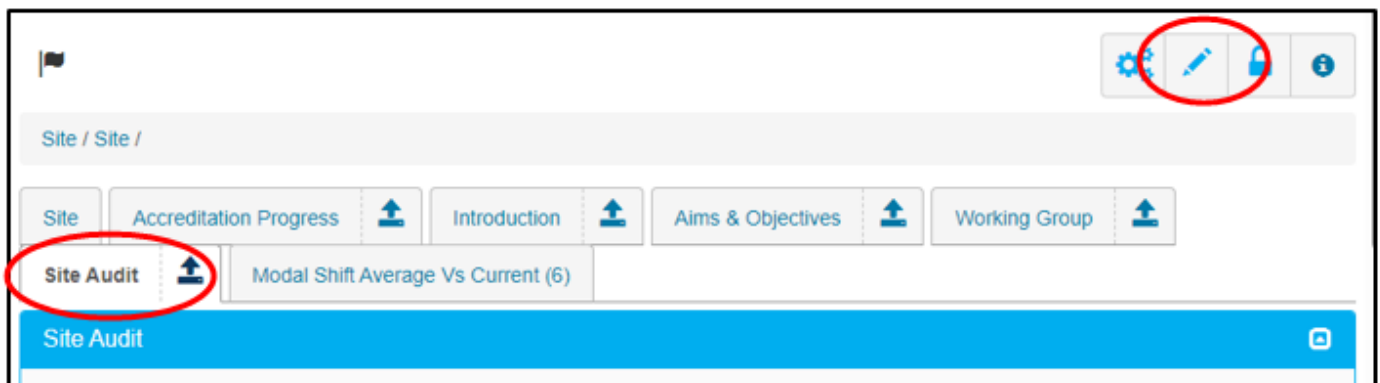 Site / Site /
Site Accreditation Progress Introduction Aims & Objectives Working Group
Site Audit Modal Shift Average Vs Current (6)
Site Audit